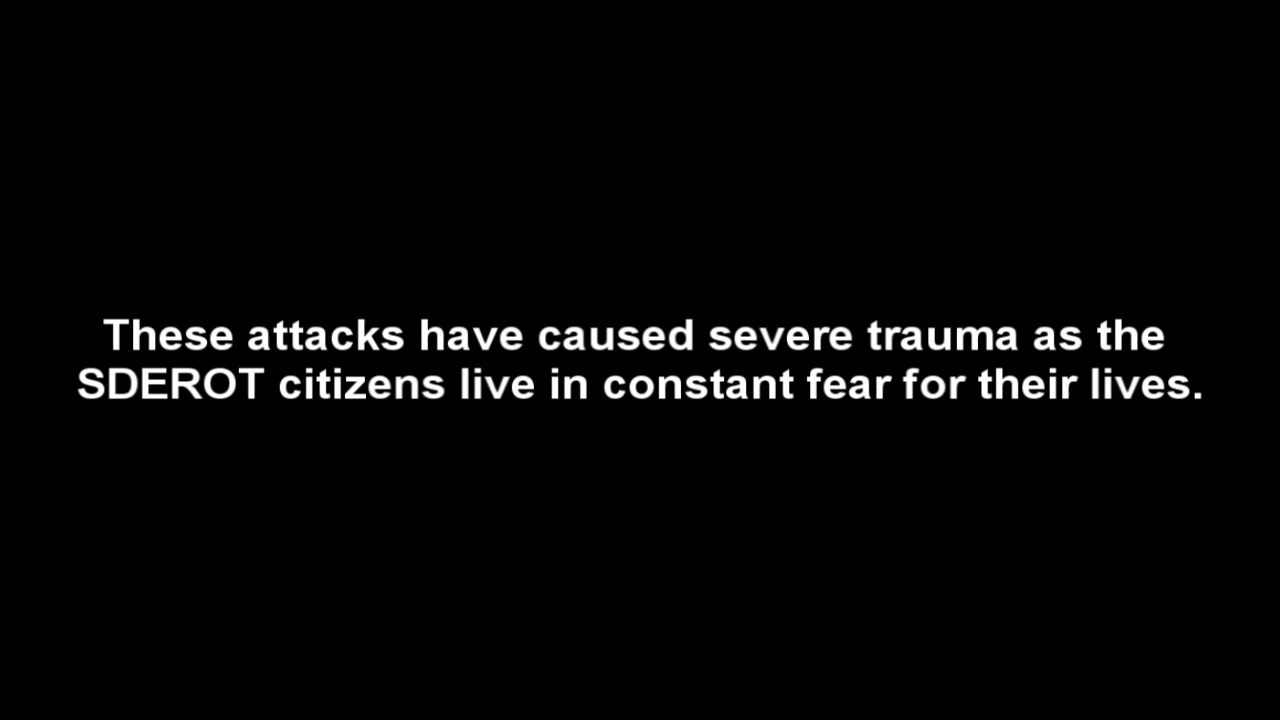 These attacks have caused severe trauma as the
SDEROT citizens live in constant fear for their lives.